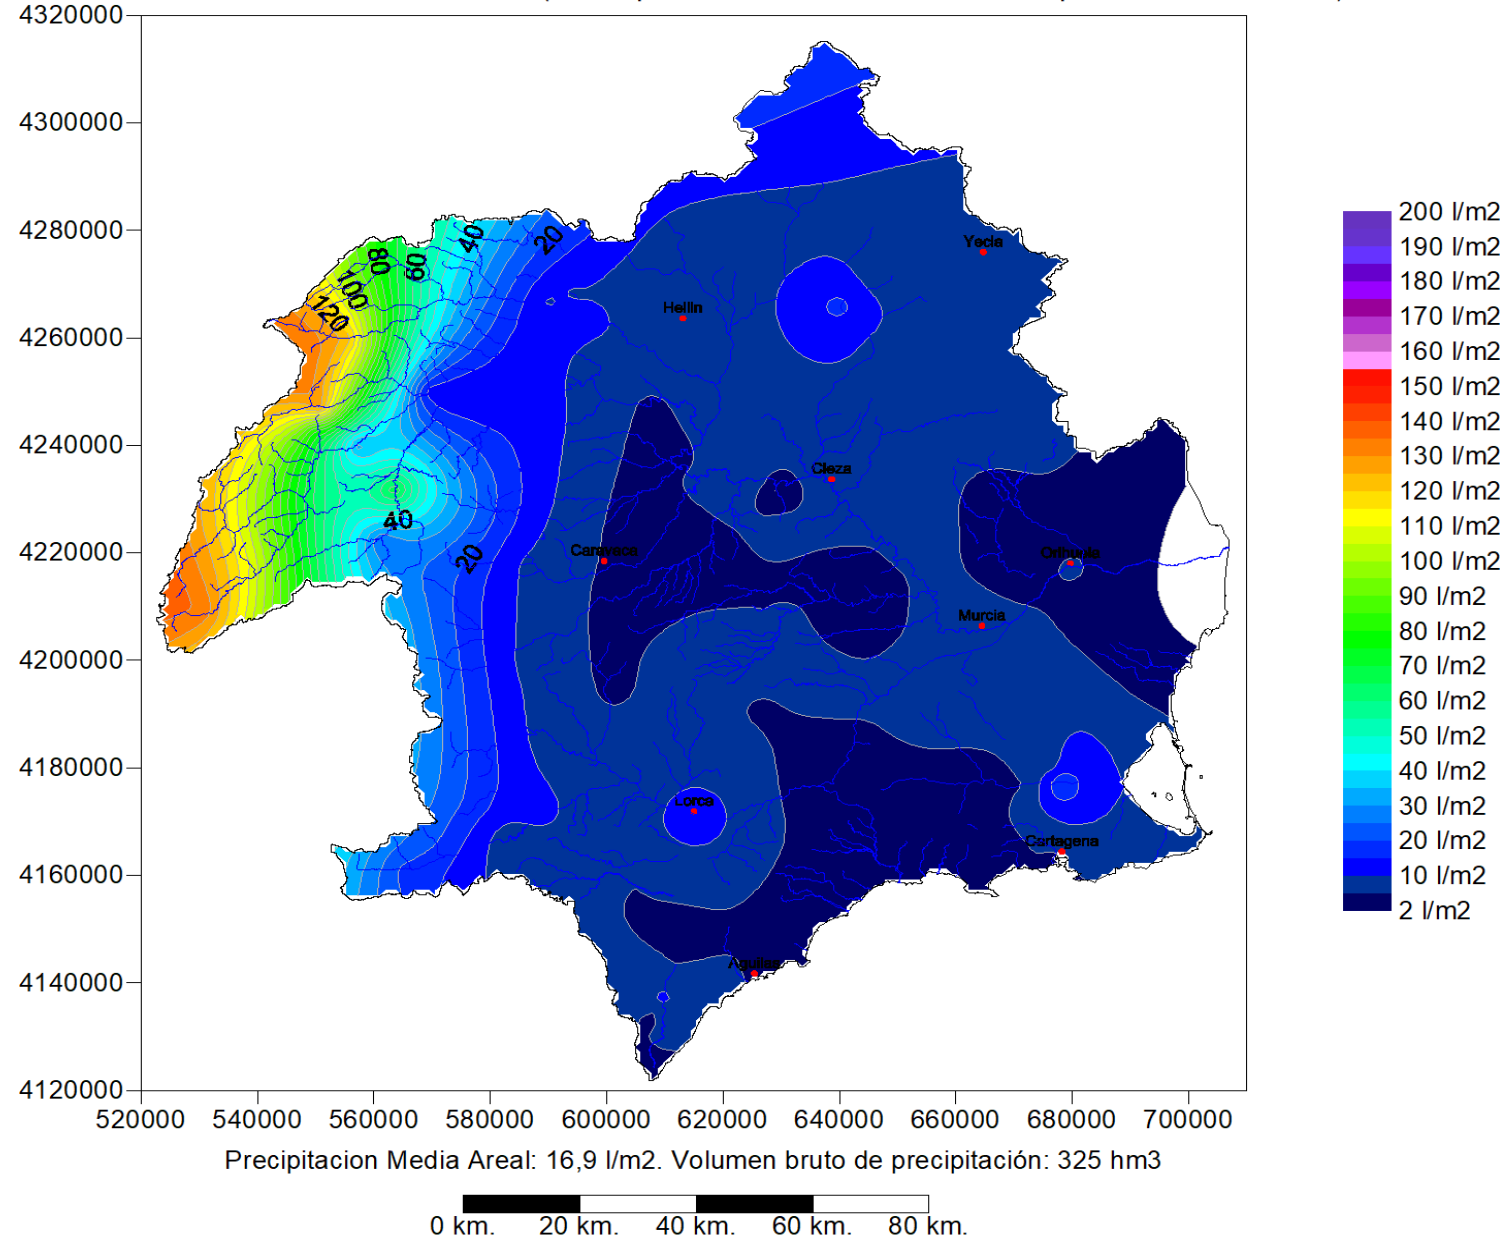 4320000
4300000
4280000
4260000
4240000
4220000
4200000
4180000
4160000
4140000
4120000
520000 540000 560000 580000 600000 620000 640000 660000 680000 700000
120
100
80
60
40
20
40
20
Yecla
Hellin
Cieza
Caravaca
Orihuela
Murcia
Lorca
Cartagena
Aguilas
200 l/m2
190 l/m2
180 l/m2
170 l/m2
160 l/m2
150 l/m2
140 l/m2
130 l/m2
120 l/m2
110 l/m2
100 l/m2
90 l/m2
80 l/m2
70 l/m2
60 l/m2
50 l/m2
40 l/m2
30 l/m2
20 l/m2
10 l/m2
2 l/m2
Precipitacion Media Areal: 16,9 l/m2. Volumen bruto de precipitación: 325 hm3
0 km. 20 km. 40 km. 60 km. 80 km.